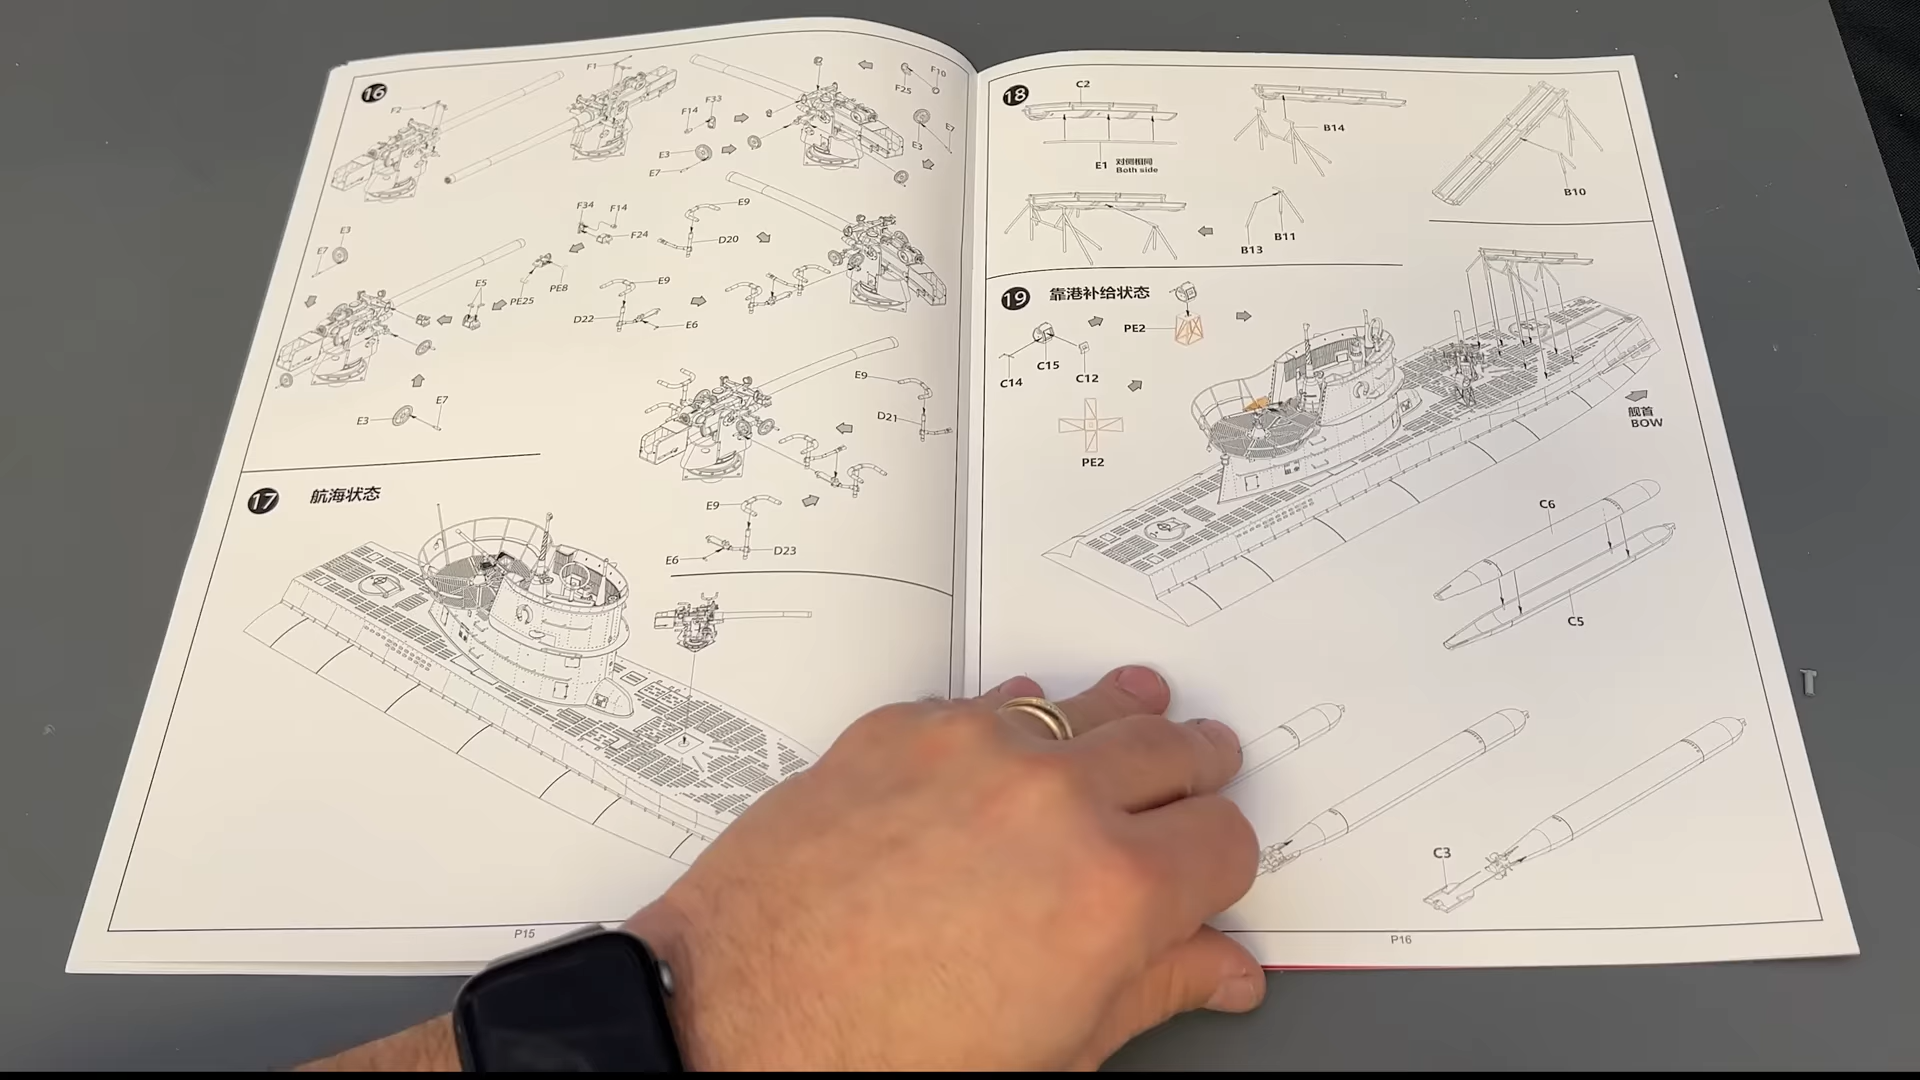 16
F1
F2
F14
F33
F10
F25
E3
E7
E7
E3
F34
F14
F24
E9
D20
E3
E7
E5
PE25
PE8
E9
D22
E6
E3
E7
E9
D21
E9
E6
D23
17
航海状态
P15
18
C2
E1
对侧相同
Both side
B14
B10
B13
B11
19
靠港补给状态
PE2
C14
C15
C12
PE2
舰首
BOW
C6
C5
C3
P16